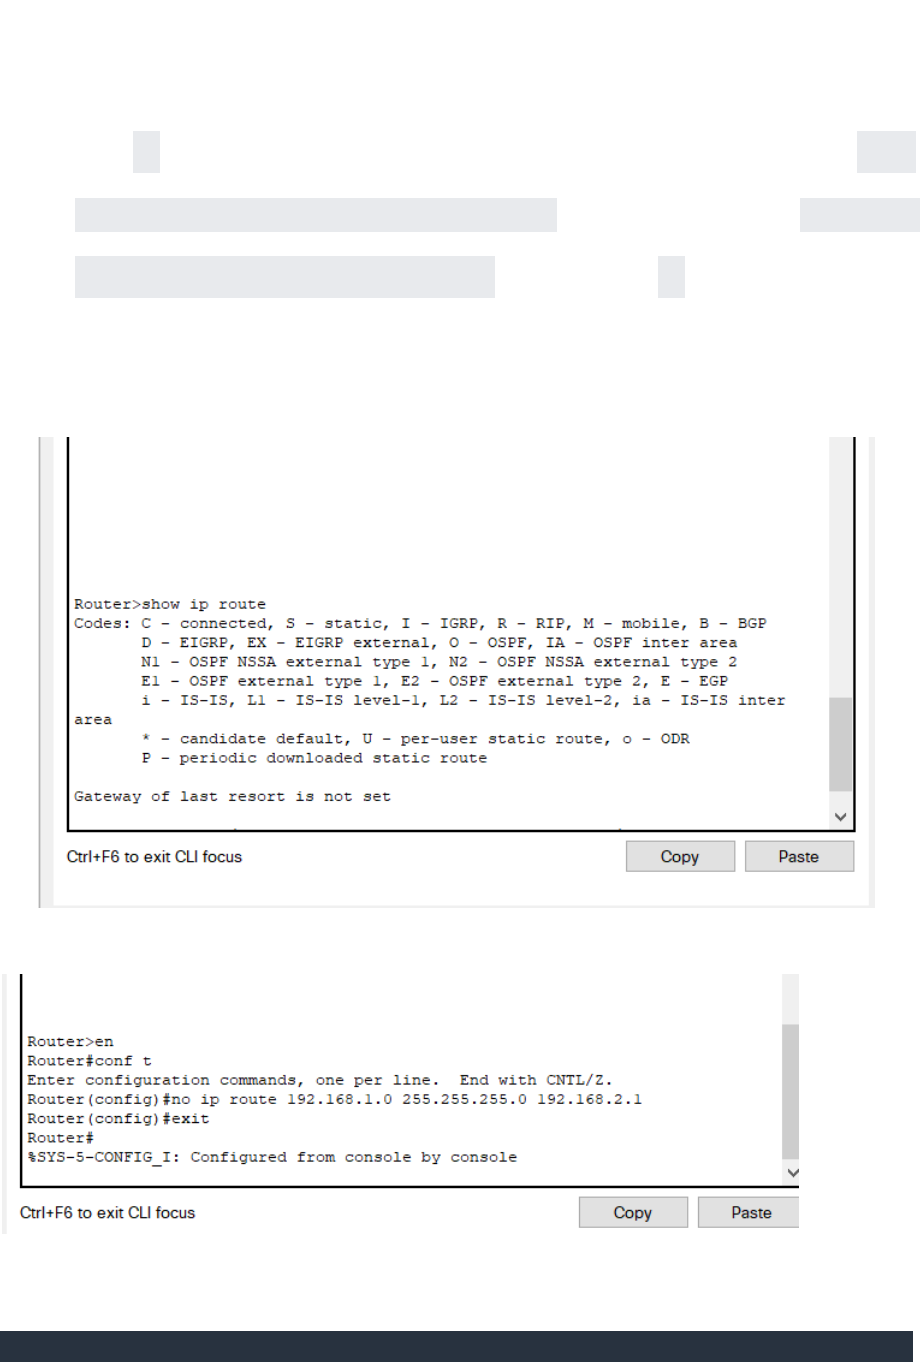 Router>show ip route
Codes: C - connected, S - static, I - IGRP, R - RIP, M - mobile, B - BGP
D - EIGRP, EX - EIGRP external, O - OSPF, IA - OSPF inter area
N1 - OSPF NSSA external type 1, N2 - OSPF NSSA external type 2
E1 - OSPF external type 1, E2 - OSPF external type 2, E - EGP
i - IS-IS, L1 - IS-IS level-1, L2 - IS-IS level-2, ia - IS-IS inter
area
* - candidate default, U - per-user static route, o - ODR
P - periodic downloaded static route
Gateway of last resort is not set
Ctrl+F6 to exit CLI focus
Copy
Paste
Router>en
Router#conf t
Enter configuration commands, one per line.  End with CNTL/Z.
Router(config)#no ip route 192.168.1.0 255.255.255.0 192.168.2.1
Router(config)#exit
Router#
%SYS-5-CONFIG_I: Configured from console by console
Ctrl+F6 to exit CLI focus
Copy
Paste